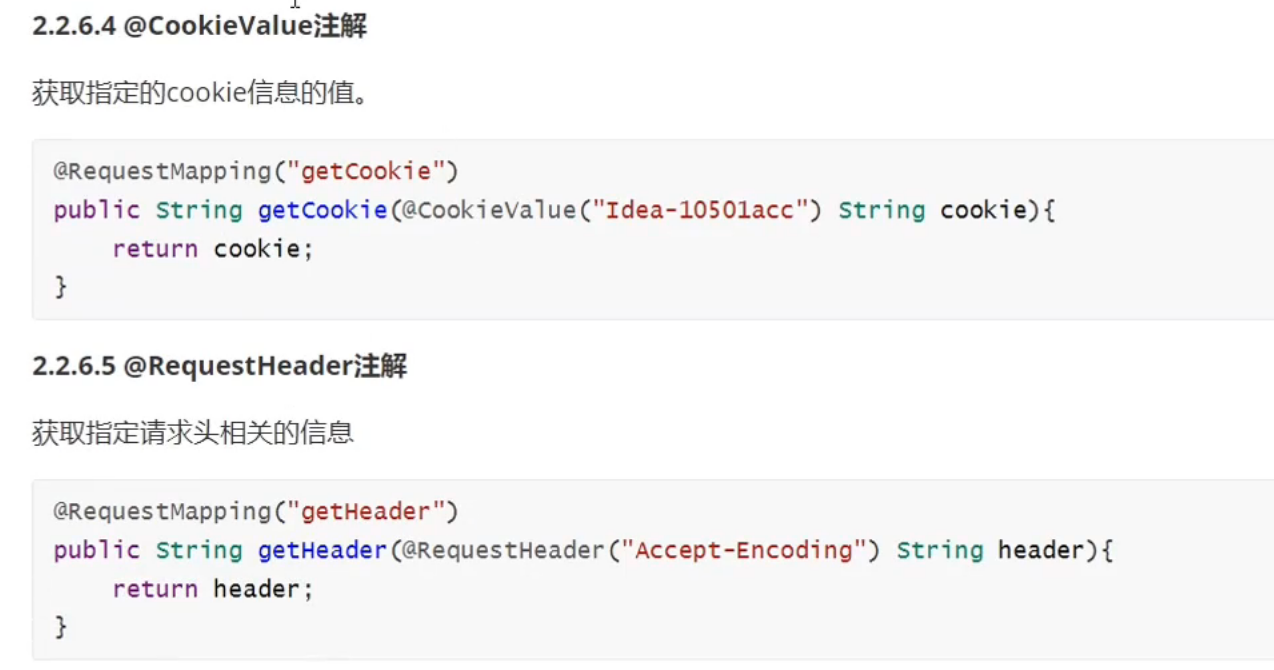 2.2.6.4 @CookieValue注解
获取指定的cookie信息的值。
@RequestMapping("getCookie")
public String getCookie(@CookieValue("Idea-10501acc") String cookie){
    return cookie;
}
2.2.6.5 @RequestHeader注解
获取指定请求头相关的信息
@RequestMapping("getHeader")
public String getHeader(@RequestHeader("Accept-Encoding") String header){
    return header;
}